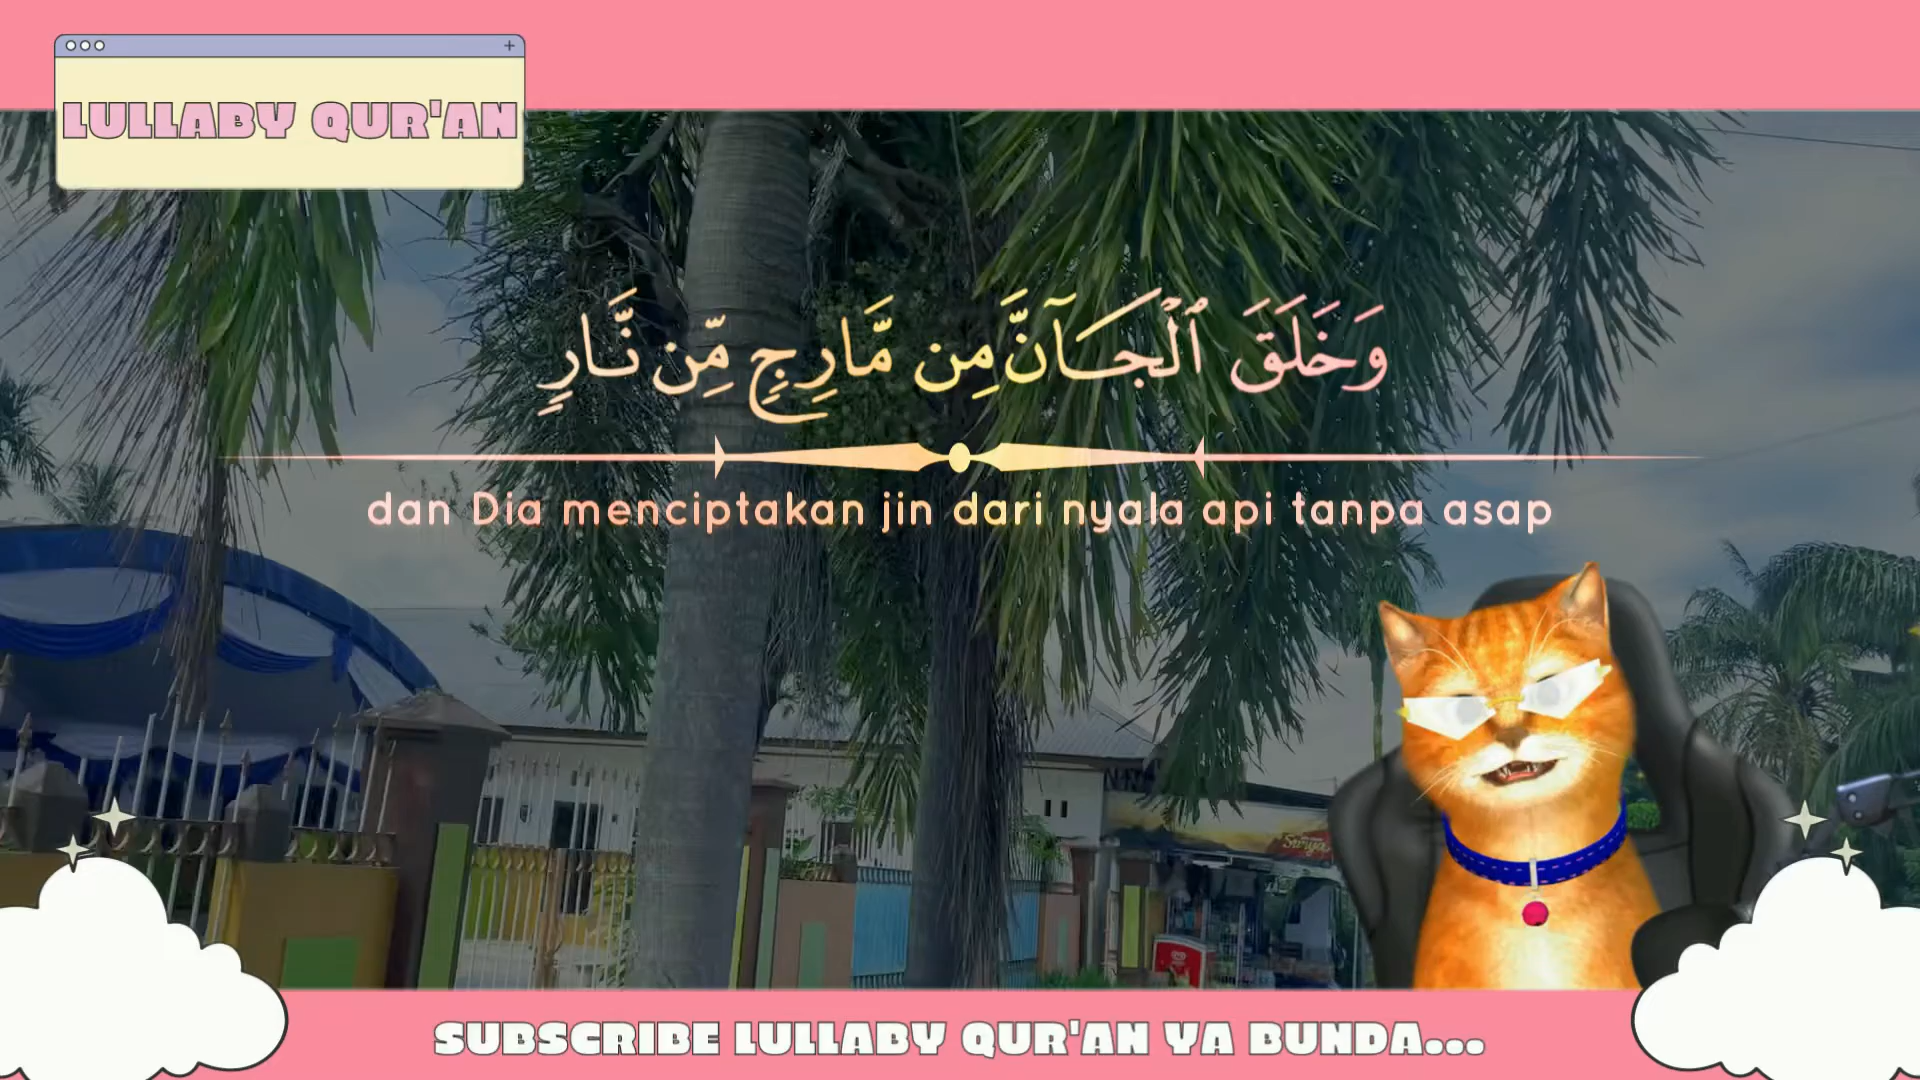 LULLABY QUR'AN
وَخَلَقَ ٱلْجَآنَّ مِن مَّارِجٍ مِّن نَّارٍ
dan Dia menciptakan jin dari nyala api tanpa asap
Surya
SUBSCRIBE LULLABY QUR'AN YA BUNDA...